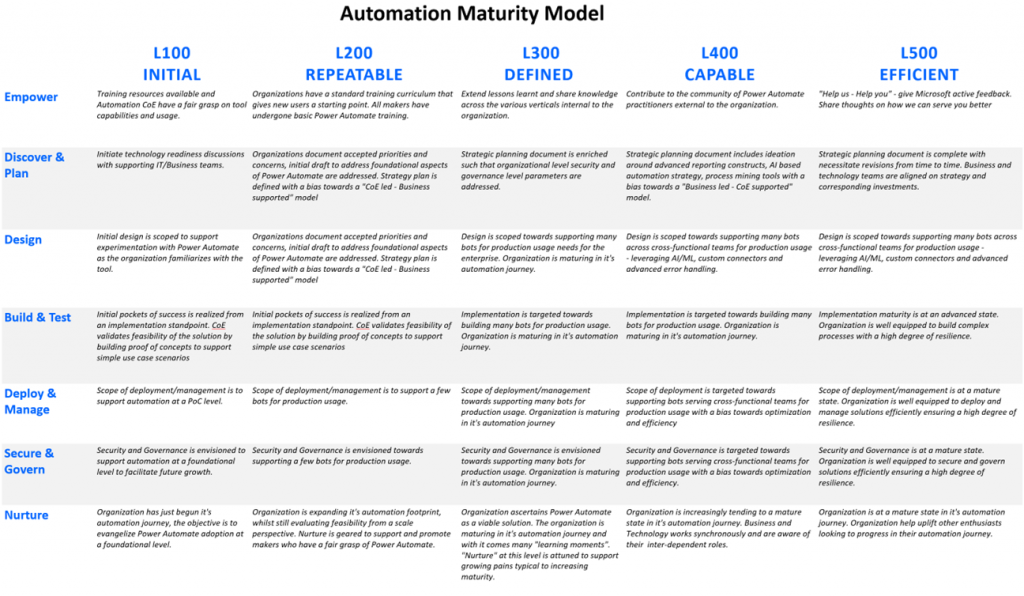 Automation Maturity Model
L100
INITIAL
L200
REPEATABLE
L300
DEFINED
L400
CAPABLE
L500
EFFICIENT
Empower
Training resources available and
Automation CoE have a fair grasp on tool
capabilities and usage.
Organizations have a standard training curriculum that
gives new users a starting point. All makers have
undergone basic Power Automate training.
Extend lessons learnt and share knowledge
across the various verticals internal to the
organization.
Contribute to the community of Power Automate
practitioners external to the organization.
"Help us - Help you" - give Microsoft active feedback.
Share thoughts on how we can serve you better
Discover &
Plan
Initiate technology readiness discussions
with supporting IT/Business teams.
Organizations document accepted priorities and
concerns, initial draft to address foundational aspects
of Power Automate are addressed. Strategy plan is
defined with a bias towards a "CoE led - Business
supported" model
Strategic planning document is enriched
such that organizational level security and
governance level parameters are
addressed.
Strategic planning document includes ideation
around advanced reporting constructs, AI based
automation strategy, process mining tools with a
bias towards a "Business led - CoE supported"
model.
Strategic planning document is complete with
necessitate revisions from time to time. Business and
technology teams are aligned on strategy and
corresponding investments.
Design
Initial design is scoped to support
experimentation with Power Automate
as the organization familiarizes with the
tool.
Organizations document accepted priorities and
concerns, initial draft to address foundational aspects
of Power Automate are addressed. Strategy plan is
defined with a bias towards a "CoE led - Business
supported" model
Design is scoped towards supporting many
bots for production usage needs for the
enterprise. Organization is maturing in it's
automation journey.
Design is scoped towards supporting many bots
across cross-functional teams for production usage
- leveraging AI/ML, custom connectors and
advanced error handling.
Design is scoped towards supporting many bots across
cross-functional teams for production usage -
leveraging AI/ML, custom connectors and advanced
error handling.
Build & Test
Initial pockets of success is realized from
an implementation standpoint. CoE
validates feasibility of the solution by
building proof of concepts to support
simple use case scenarios
Initial pockets of success is realized from an
implementation standpoint. CoE validates feasibility of
the solution by building proof of concepts to support
simple use case scenarios
Implementation is targeted towards
building many bots for production usage.
Organization is maturing in it's automation
journey.
Implementation is targeted towards building many
bots for production usage. Organization is
maturing in it's automation journey.
Implementation maturity is at an advanced state.
Organization is well equipped to build complex
processes with a high degree of resilience.
Deploy &
Manage
Scope of deployment/management is to
support automation at a PoC level.
Scope of deployment/management is to support a few
bots for production usage.
Scope of deployment/management
towards supporting many bots for
production usage. Organization is maturing
in it's automation journey
Scope of deployment is targeted towards
supporting bots serving cross-functional teams for
production usage with a bias towards optimization
and efficiency
Scope of deployment/management is at a mature
state. Organization is well equipped to deploy and
manage solutions efficiently ensuring a high degree of
resilience.
Secure &
Govern
Security and Governance is envisioned to
support automation at a foundational
level to facilitate future growth.
Security and Governance is envisioned towards
supporting a few bots for production usage.
Security and Governance is envisioned
towards supporting many bots for
production usage. Organization is maturing
in it's automation journey.
Security and Governance is targeted towards
supporting bots serving cross-functional teams for
production usage with a bias towards optimization
and efficiency.
Security and Governance is at a mature state.
Organization is well equipped to secure and govern
solutions efficiently ensuring a high degree of
resilience.
Nurture
Organization has just begun it's
automation journey, the objective is to
evangelize Power Automate adoption at
a foundational level.
Organization is expanding it's automation footprint,
whilst still evaluating feasibility from a scale
perspective. Nurture is geared to support and promote
makers who have a fair grasp of Power Automate.
Organization ascertains Power Automate
as a viable solution. The organization is
maturing in it's automation journey and
with it comes many "learning moments".
"Nurture" at this level is attuned to support
growing pains typical to increasing
maturity.
Organization is increasingly tending to a mature
state in it's automation journey. Business and
Technology works synchronously and are aware of
their inter-dependent roles.
Organization is at a mature state in it's automation
journey. Organization help uplift other enthusiasts
looking to progress in their automation journey.